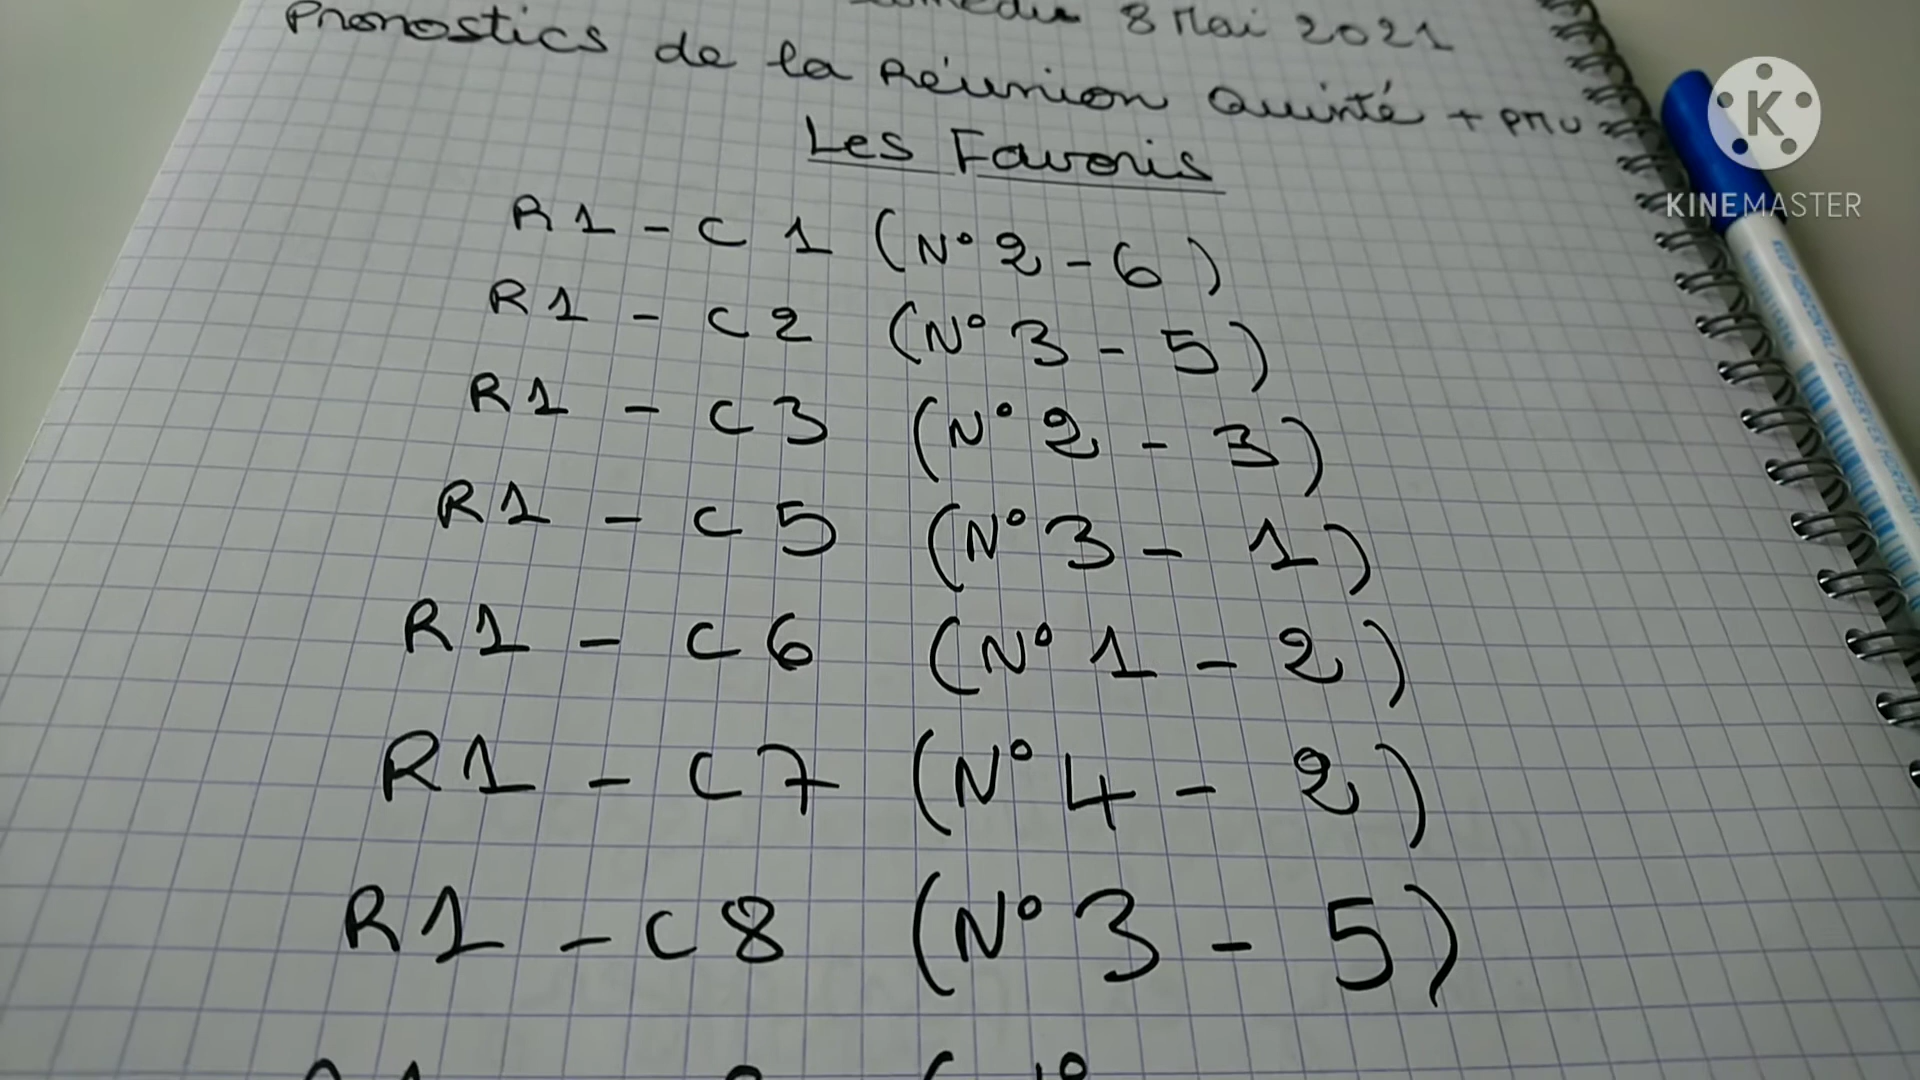 8 Mai 2021
Pronostics de la Réunion Quinté + PMU
Les Favoris
R1 - C1 (N° 2 - 6)
R1 - C2 (N° 3 - 5)
R1 - C3 (N° 2 - 3)
R1 - C5 (N° 3 - 1)
R1 - C6 (N° 1 - 2)
R1 - C7 (N° 4 - 2)
R1 - C8 (N° 3 - 5)
K
KINEMASTER